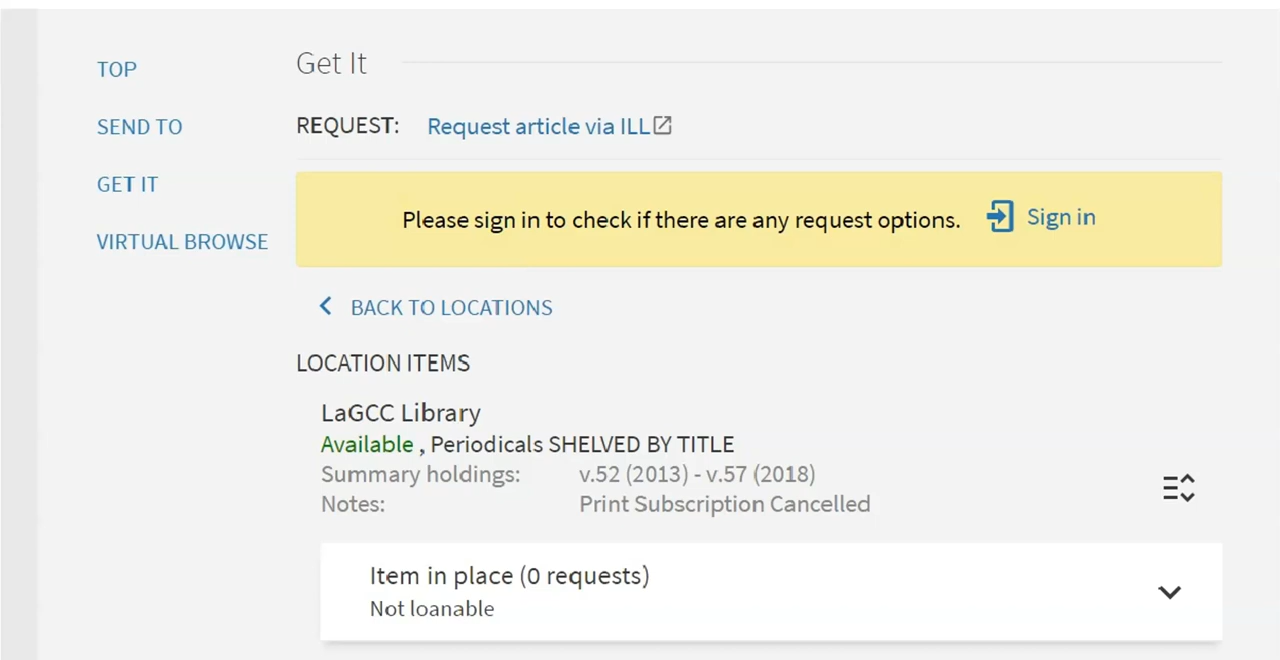 TOP
SEND TO
GET IT
VIRTUAL BROWSE
Get It
REQUEST: Request article via ILL
Please sign in to check if there are any request options. Sign in
BACK TO LOCATIONS
LOCATION ITEMS
LaGCC Library
Available , Periodicals SHELVED BY TITLE
Summary holdings: v.52 (2013) - v.57 (2018)
Notes: Print Subscription Cancelled
Item in place (0 requests)
Not loanable